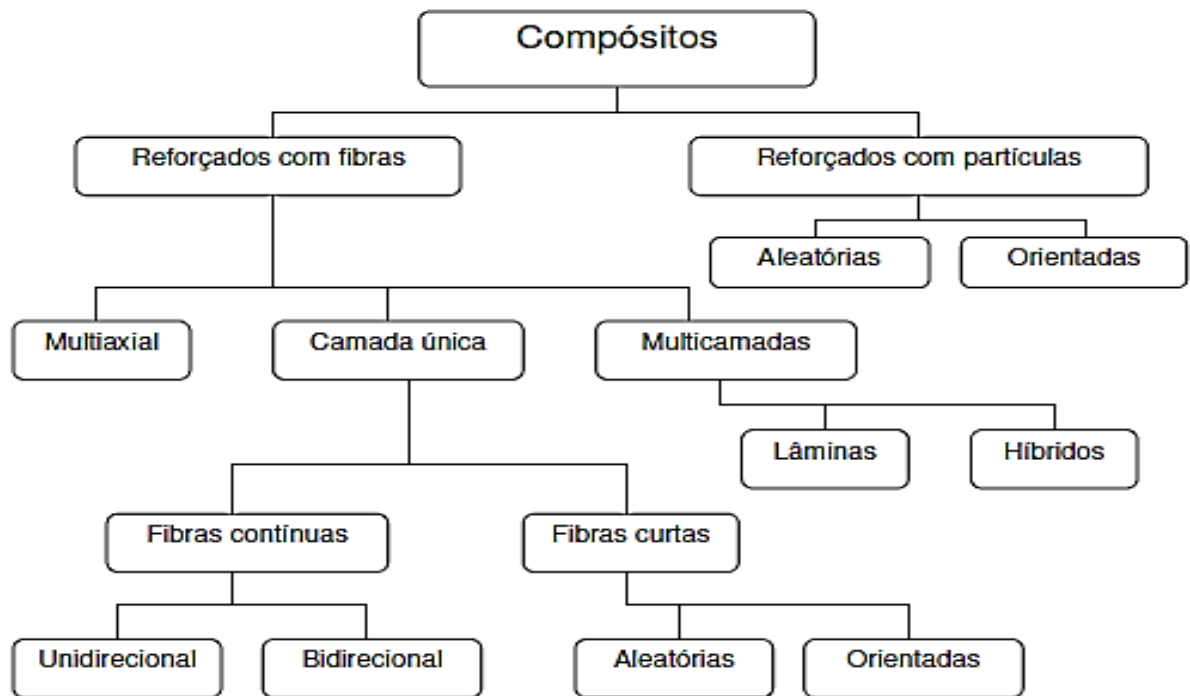 Compósitos
Reforçados com fibras
Reforçados com partículas
Aleatórias
Orientadas
Multiaxial
Camada única
Multicamadas
Lâminas
Híbridos
Fibras contínuas
Fibras curtas
Unidirecional
Bidirecional
Aleatórias
Orientadas